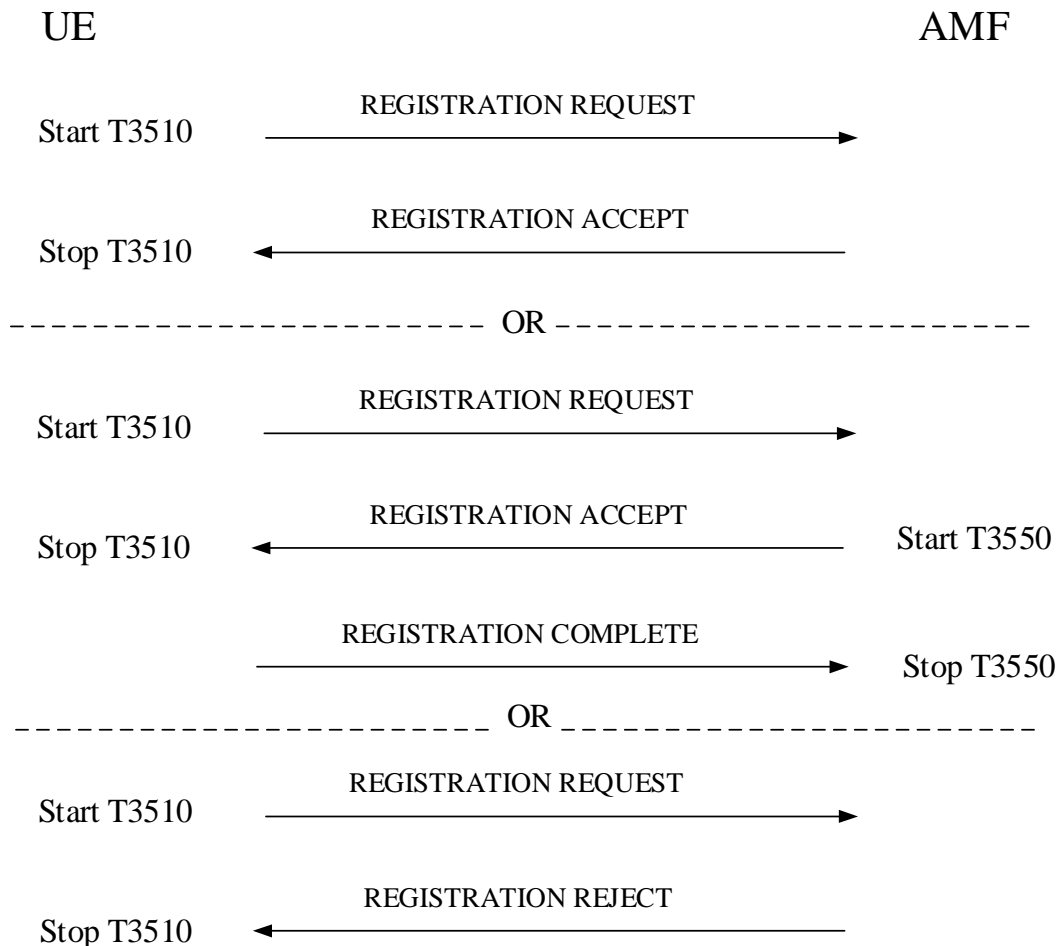 UE AMF
REGISTRATION REQUEST
Start T3510
REGISTRATION ACCEPT
Stop T3510
OR
REGISTRATION REQUEST
Start T3510
REGISTRATION ACCEPT
Stop T3510 Start T3550
REGISTRATION COMPLETE
Stop T3550
OR
REGISTRATION REQUEST
Start T3510
REGISTRATION REJECT
Stop T3510